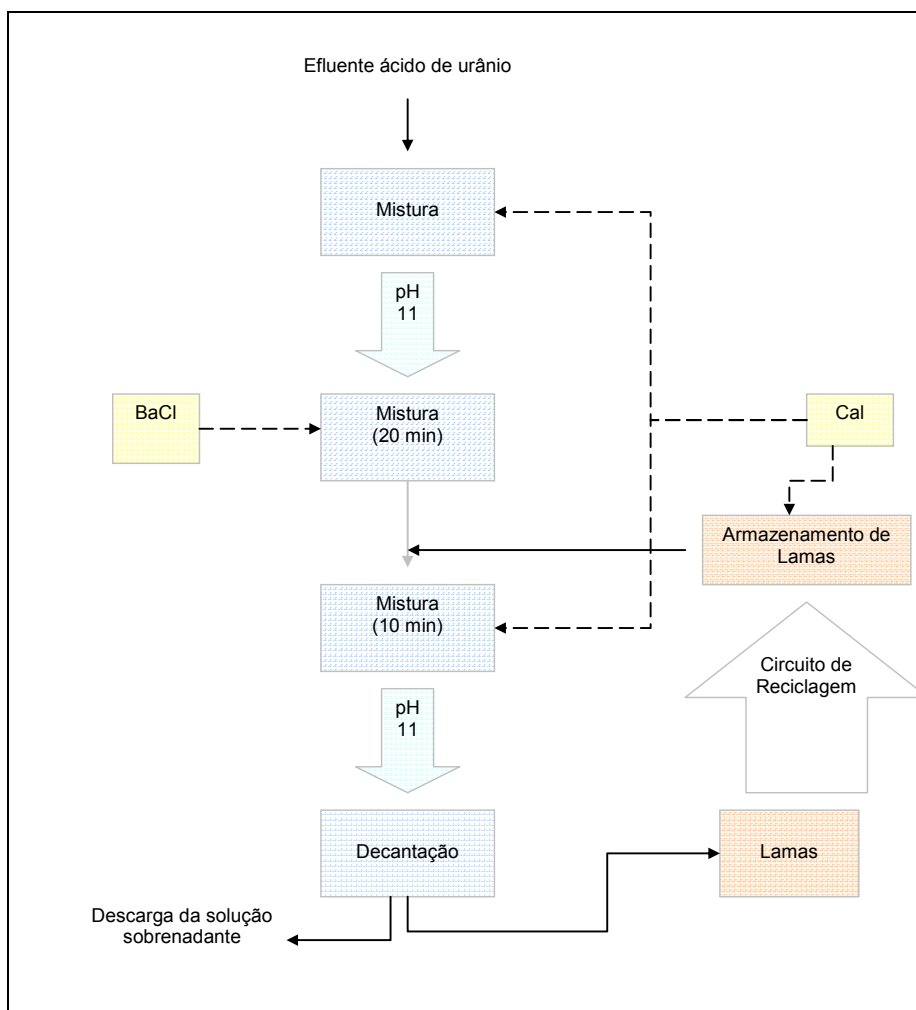 Efluente ácido de urânio
Mistura
pH
11
BaCl
Mistura
(20 min)
Cal
Armazenamento de
Lamas
Mistura
(10 min)
Circuito de
Reciclagem
pH
11
Decantação
Lamas
Descarga da solução
sobrenadante